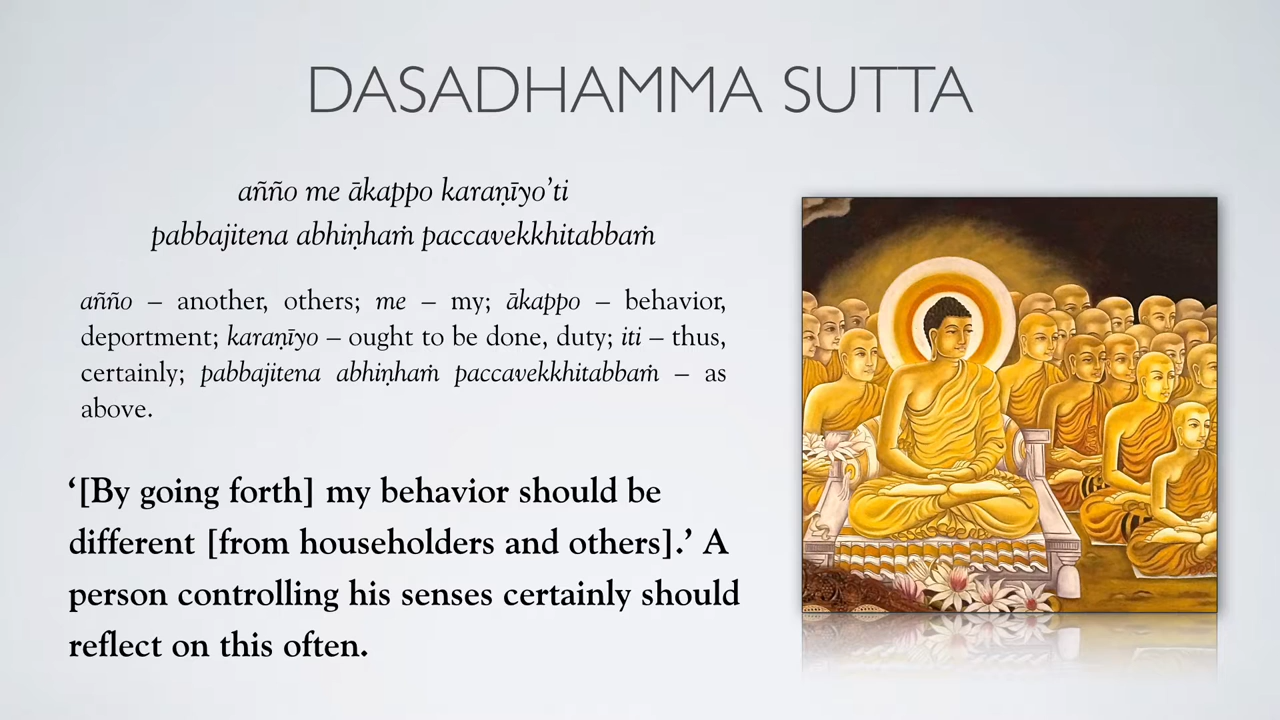 DASADHAMMA SUTTA
añño me ākappo karaṇīyo’ti
pabbajitena abhiṇhaṁ paccavekkhitabbaṁ
añño – another, others; me – my; ākappo – behavior,
deportment; karaṇīyo – ought to be done, duty; iti – thus,
certainly; pabbajitena abhiṇhaṁ paccavekkhitabbaṁ – as
above.
‘[By going forth] my behavior should be
different [from householders and others].’ A
person controlling his senses certainly should
reflect on this often.